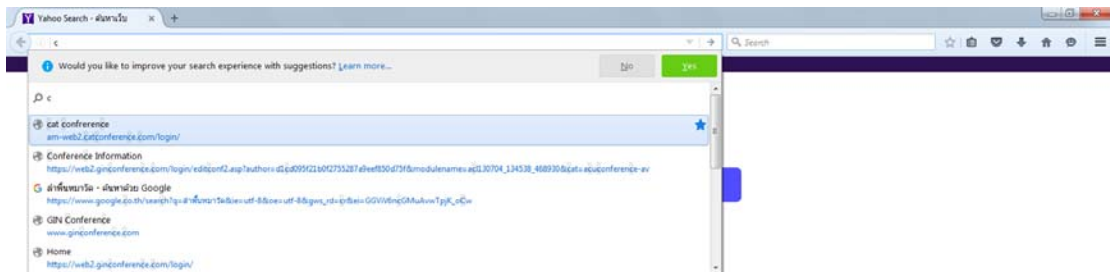 Yahoo Search - ค้นหาเว็บ
c
Search
Would you like to improve your search experience with suggestions? Learn more...
No
Yes
c
cat confrerence
am-web2.catconference.com/login/
Conference Information
GIN Conference
www.ginconference.com
Home
https://web2.ginconference.com/login/